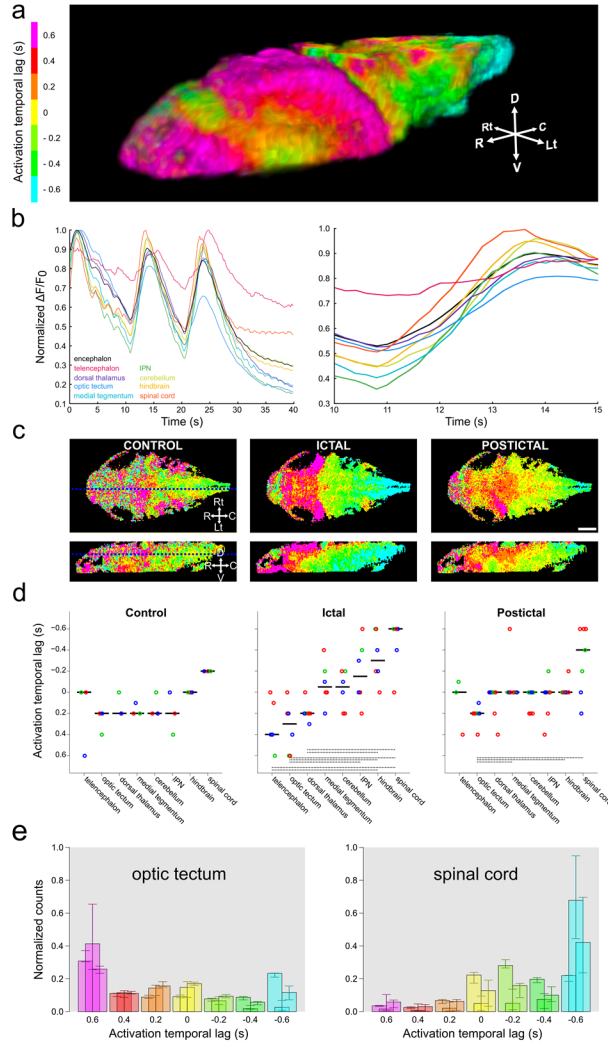 a
Activation temporal lag (s)
0.6
0.4
0.2
0
- 0.2
- 0.4
- 0.6
D
Rt
C
R
Lt
V
b
Normalized ΔF/F0
1.0
0.9
0.8
0.7
0.6
0.5
0.4
0.3
0.2
0.1
encephalon
telencephalon IPN
dorsal thalamus cerebellum
optic tectum hindbrain
medial tegmentum spinal cord
0 5 10 15 20 25 30 35 40
Time (s)
1.0
0.9
0.8
0.7
0.6
0.5
0.4
0.3
0.2
10 11 12 13 14 15
Time (s)
c
CONTROL ICTAL POSTICTAL
Rt
R C
Lt
D
R C
V
d
Control Ictal Postictal
Activation temporal lag (s)
−0.6
−0.4
−0.2
0
0.2
0.4
0.6
telencephalon
optic tectum
dorsal thalamus
medial tegmentum
cerebellum
IPN
hindbrain
spinal cord
telencephalon
optic tectum
dorsal thalamus
medial tegmentum
cerebellum
IPN
hindbrain
spinal cord
telencephalon
optic tectum
dorsal thalamus
medial tegmentum
cerebellum
IPN
hindbrain
spinal cord
e
Normalized counts
1.0
0.8
0.6
0.4
0.2
0.0
optic tectum
0.6 0.4 0.2 0 -0.2 -0.4 -0.6
Activation temporal lag (s)
1.0
0.8
0.6
0.4
0.2
0.0
spinal cord
0.6 0.4 0.2 0 -0.2 -0.4 -0.6
Activation temporal lag (s)